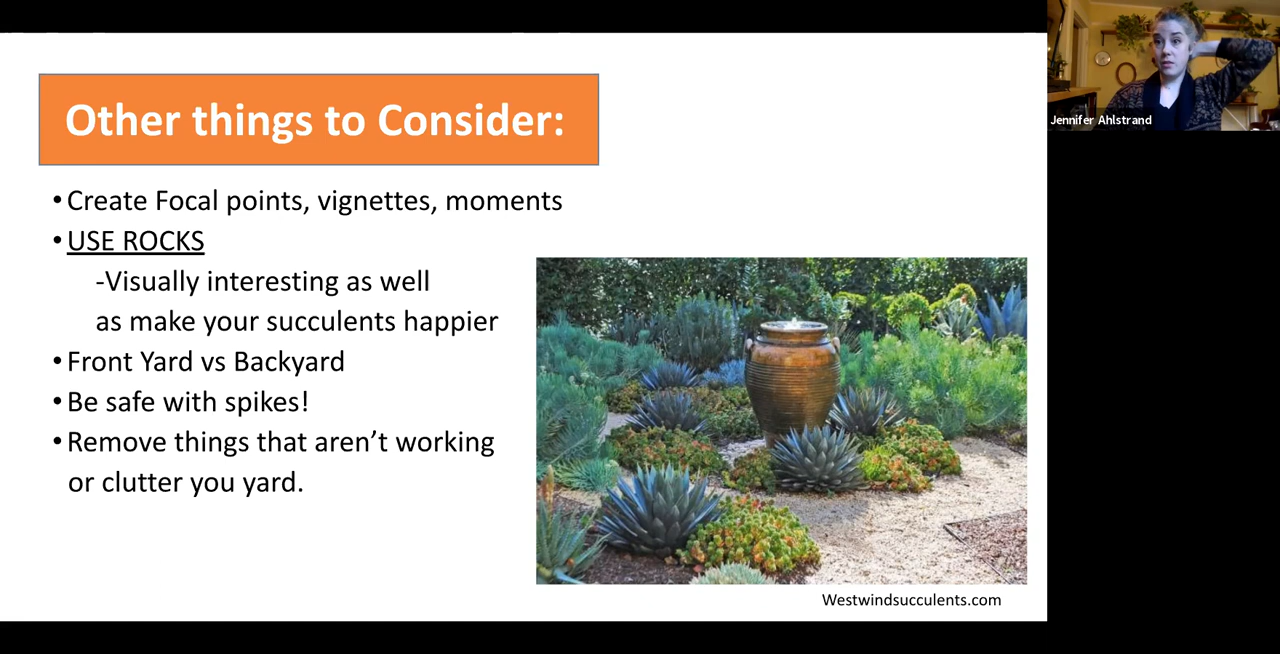 Other things to Consider:
•Create Focal points, vignettes, moments
•USE ROCKS
-Visually interesting as well
as make your succulents happier
•Front Yard vs Backyard
•Be safe with spikes!
•Remove things that aren’t working
or clutter you yard.
Westwindsucculents.com
Jennifer Ahlstrand